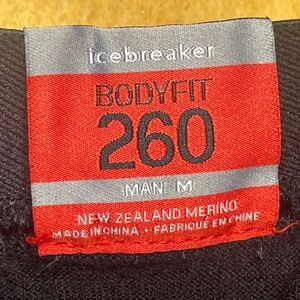 icebreaker
BODYFIT
260
MAN: M
NEW ZEALAND MERINO
MADE IN CHINA • FABRIQUÉ EN CHINE